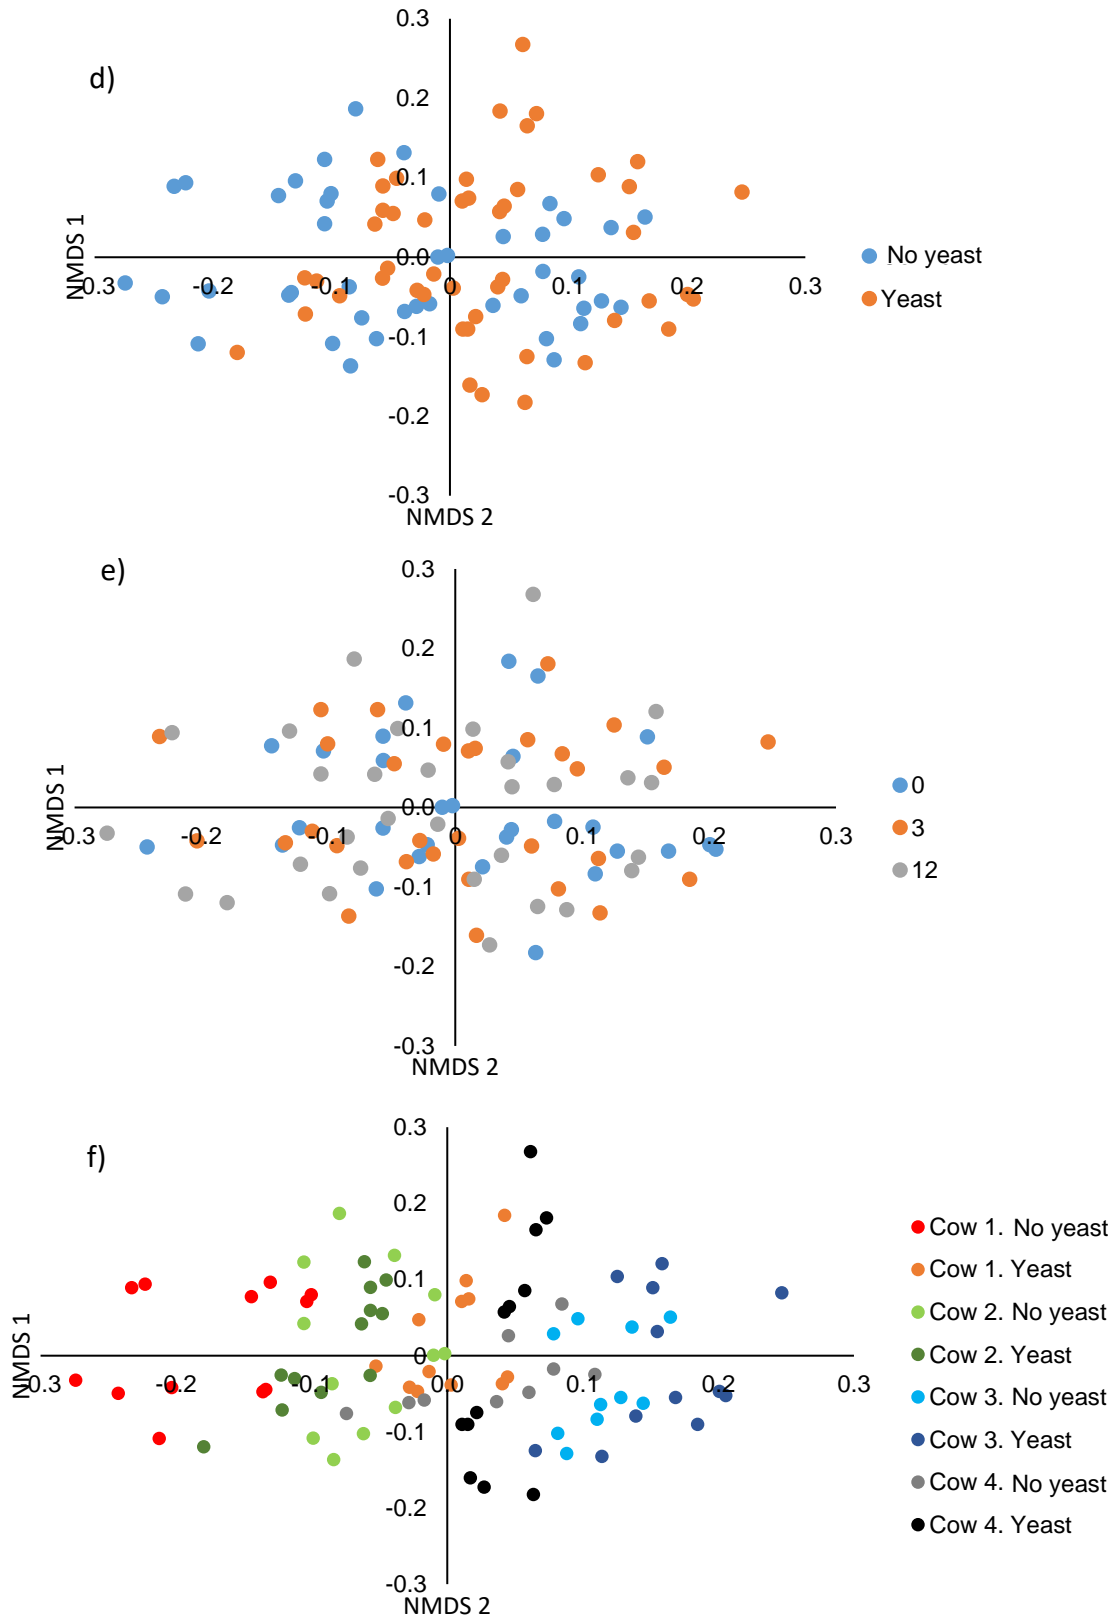 0.3
d)
0.2
0.1
NMDS 1
0.0
0.3 -0.2 -0.1 0.0 0.1 0.2 0.3
-0.1
-0.2
-0.3
NMDS 2
No yeast
Yeast
e)
0.3
0.2
0.1
NMDS 1
0.0
0.3 -0.2 -0.1 0.0 0.1 0.2 0.3
-0.1
-0.2
-0.3
NMDS 2
0
3
12
f)
0.3
0.2
0.1
NMDS 1
0
0.3 -0.2 -0.1 0.0 0.1 0.2 0.3
-0.1
-0.2
-0.3
NMDS 2
Cow 1. No yeast
Cow 1. Yeast
Cow 2. No yeast
Cow 2. Yeast
Cow 3. No yeast
Cow 3. Yeast
Cow 4. No yeast
Cow 4. Yeast